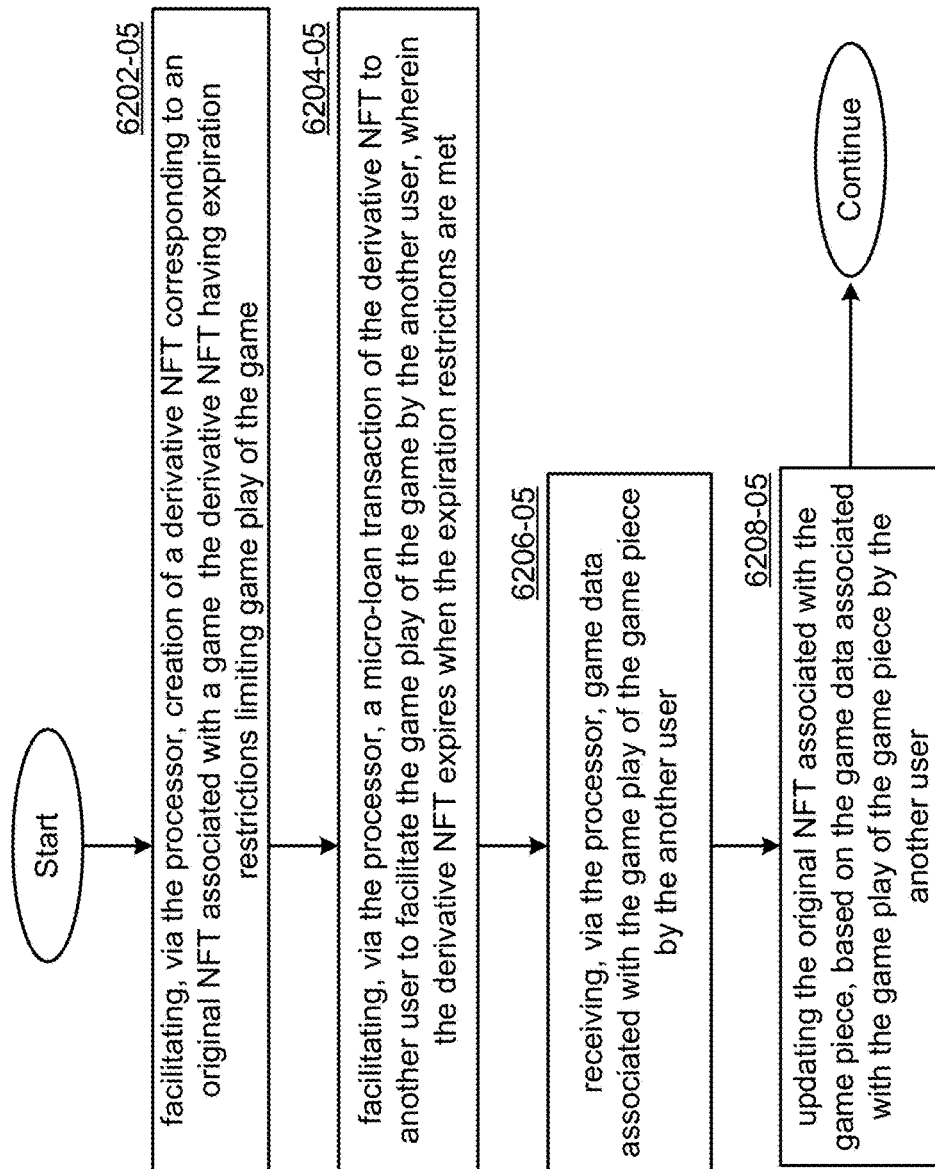 Start
6202-05
facilitating, via the processor, creation of a derivative NFT corresponding to an
original NFT associated with a game the derivative NFT having expiration
restrictions limiting game play of the game
6204-05
facilitating, via the processor, a micro-loan transaction of the derivative NFT to
another user to facilitate the game play of the game by the another user, wherein
the derivative NFT expires when the expiration restrictions are met
6206-05
receiving, via the processor, game data
associated with the game play of the game piece
by the another user
6208-05
updating the original NFT associated with the
game piece, based on the game data associated
with the game play of the game piece by the
another user
Continue